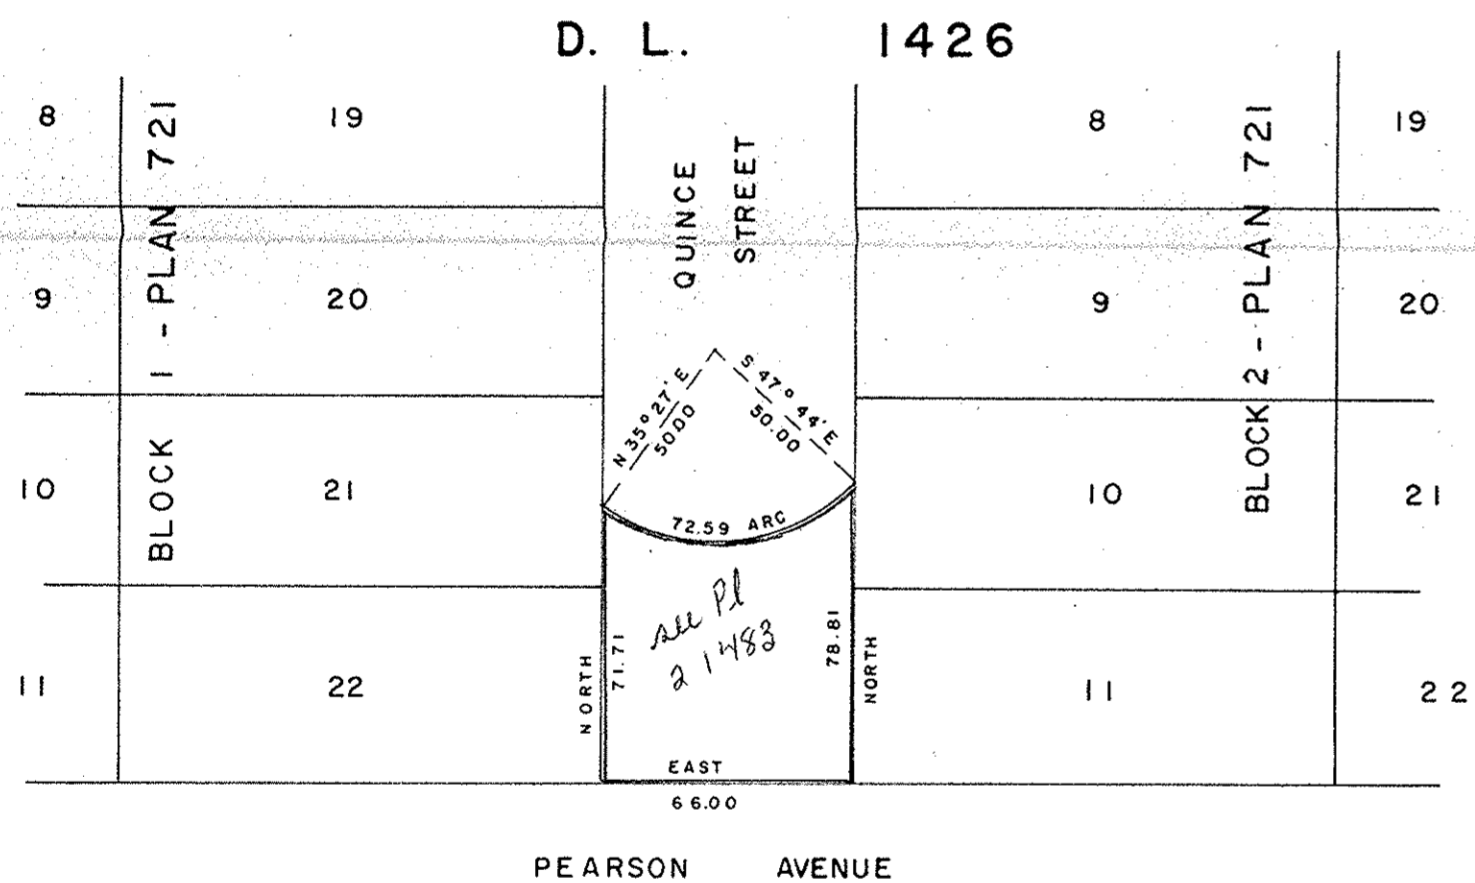 D. L. 1426
8 19 8 19
BLOCK 1 - PLAN 721
QUINCE
STREET
BLOCK 2 - PLAN 721
9 20 9 20
N 35° 27' E
50.00
S 47° 44' E
50.00
10 21 10 21
72.59 ARC
see Pl
21483
NORTH
71.71
78.81
NORTH
11 22 11 22
EAST
66.00
PEARSON AVENUE